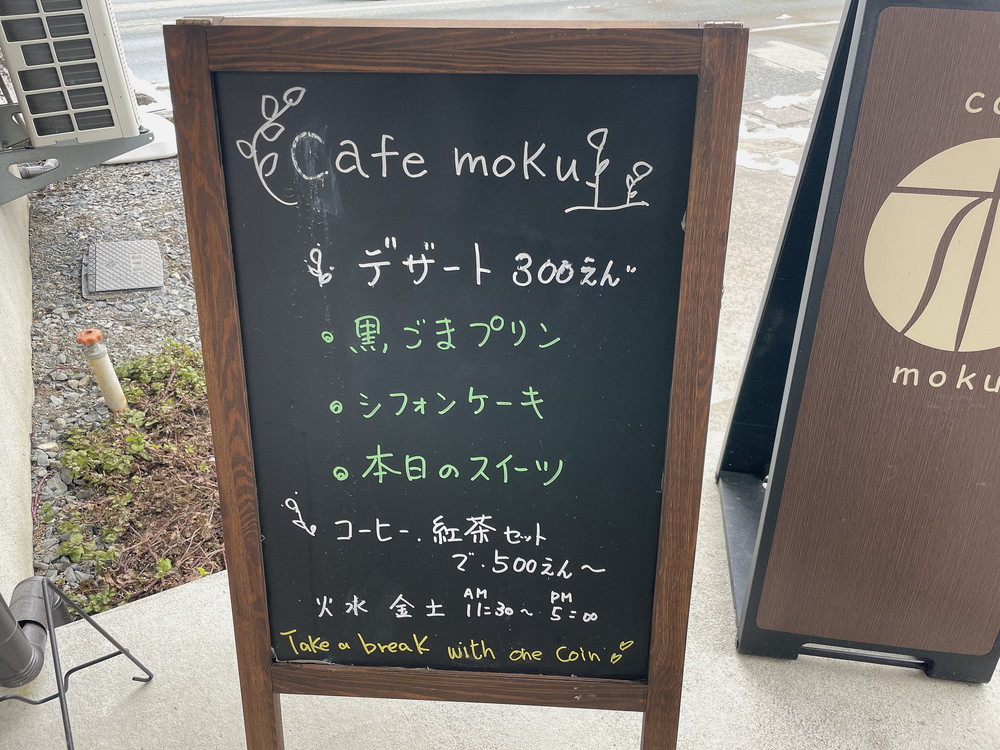 Cafe moku
デザート 300えん
・黒ごまプリン
・シフォンケーキ
・本日のスイーツ
コーヒー.紅茶セット
で.500えん〜
火 水 金 土 AM 11:30〜 PM 5:00
Take a break with one coin
moku